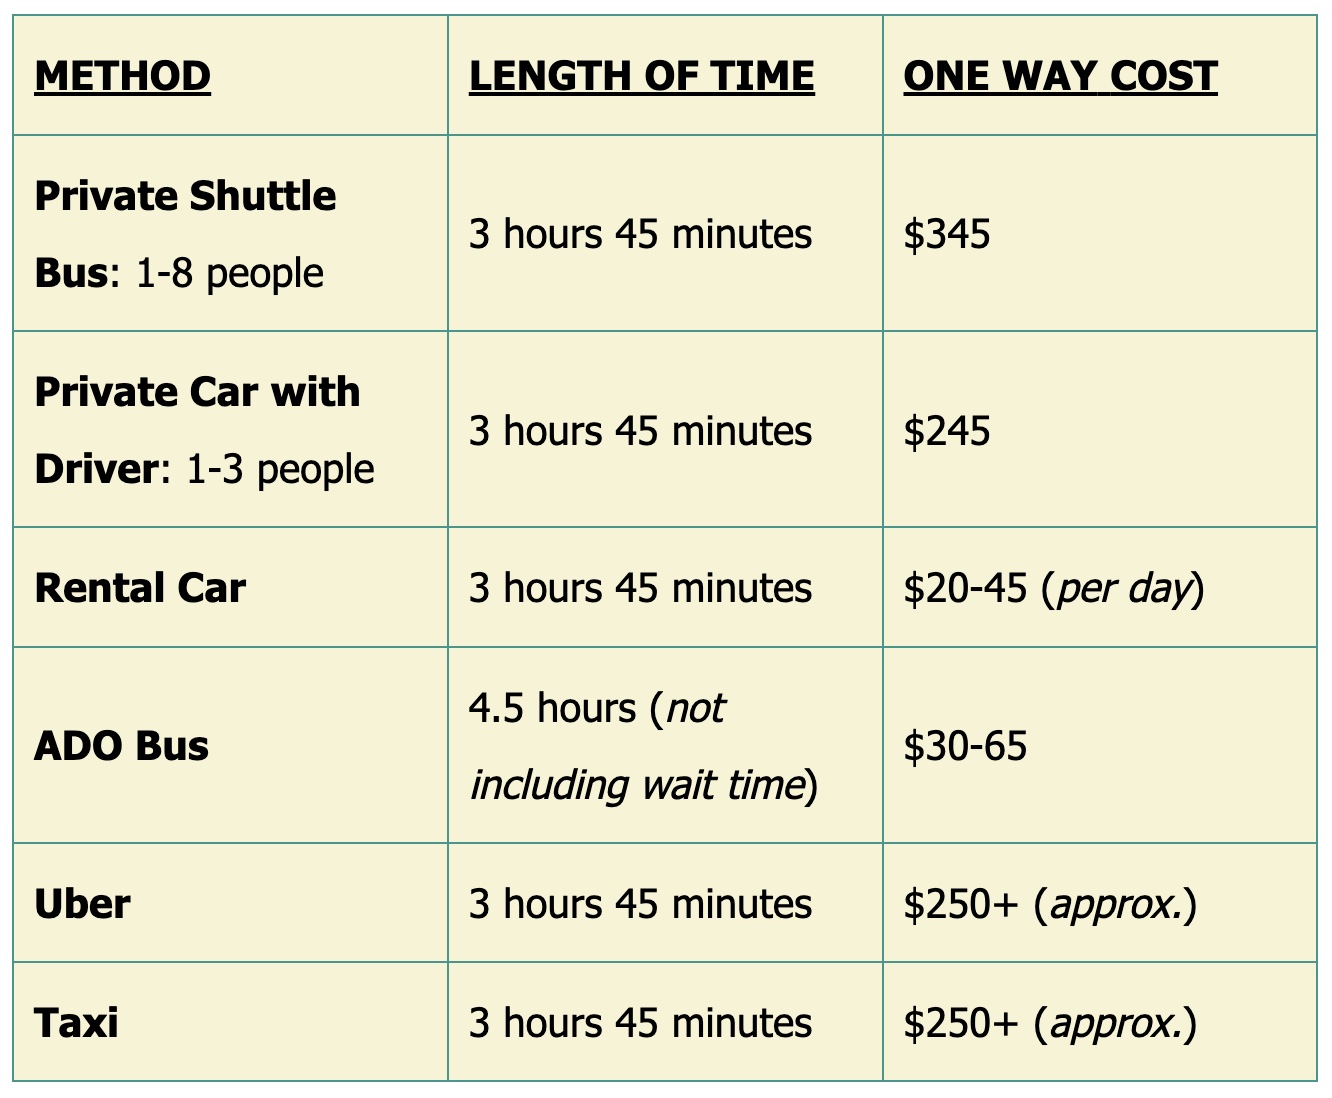 METHOD
LENGTH OF TIME
ONE WAY COST
Private Shuttle
Bus: 1-8 people
3 hours 45 minutes
$345
Private Car with
Driver: 1-3 people
3 hours 45 minutes
$245
Rental Car
3 hours 45 minutes
$20-45 (per day)
ADO Bus
4.5 hours (not
including wait time)
$30-65
Uber
3 hours 45 minutes
$250+ (approx.)
Taxi
3 hours 45 minutes
$250+ (approx.)